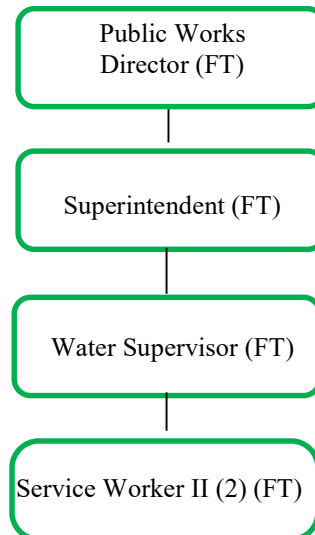 Public Works
Director (FT)
Superintendent (FT)
Water Supervisor (FT)
Service Worker II (2) (FT)